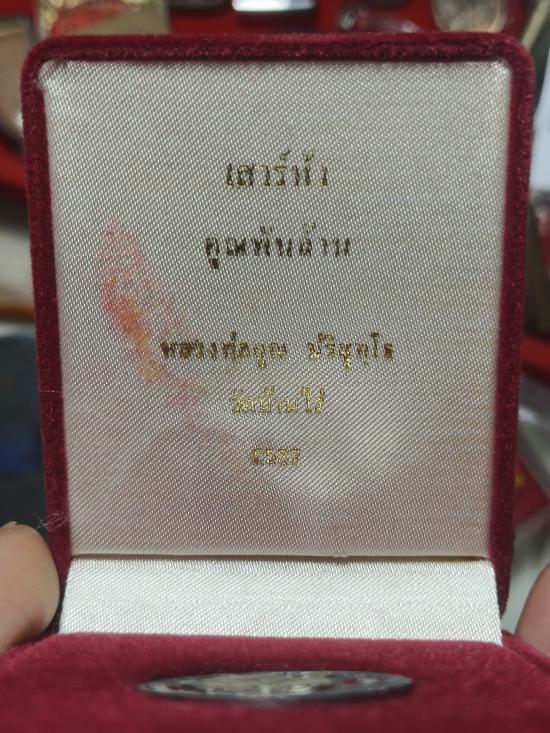 เสาร์ห้า
คูณพันล้าน
หลวงพ่อคูณ ปริสุทฺโธ
วัดบ้านไร่
๒๕๓๗